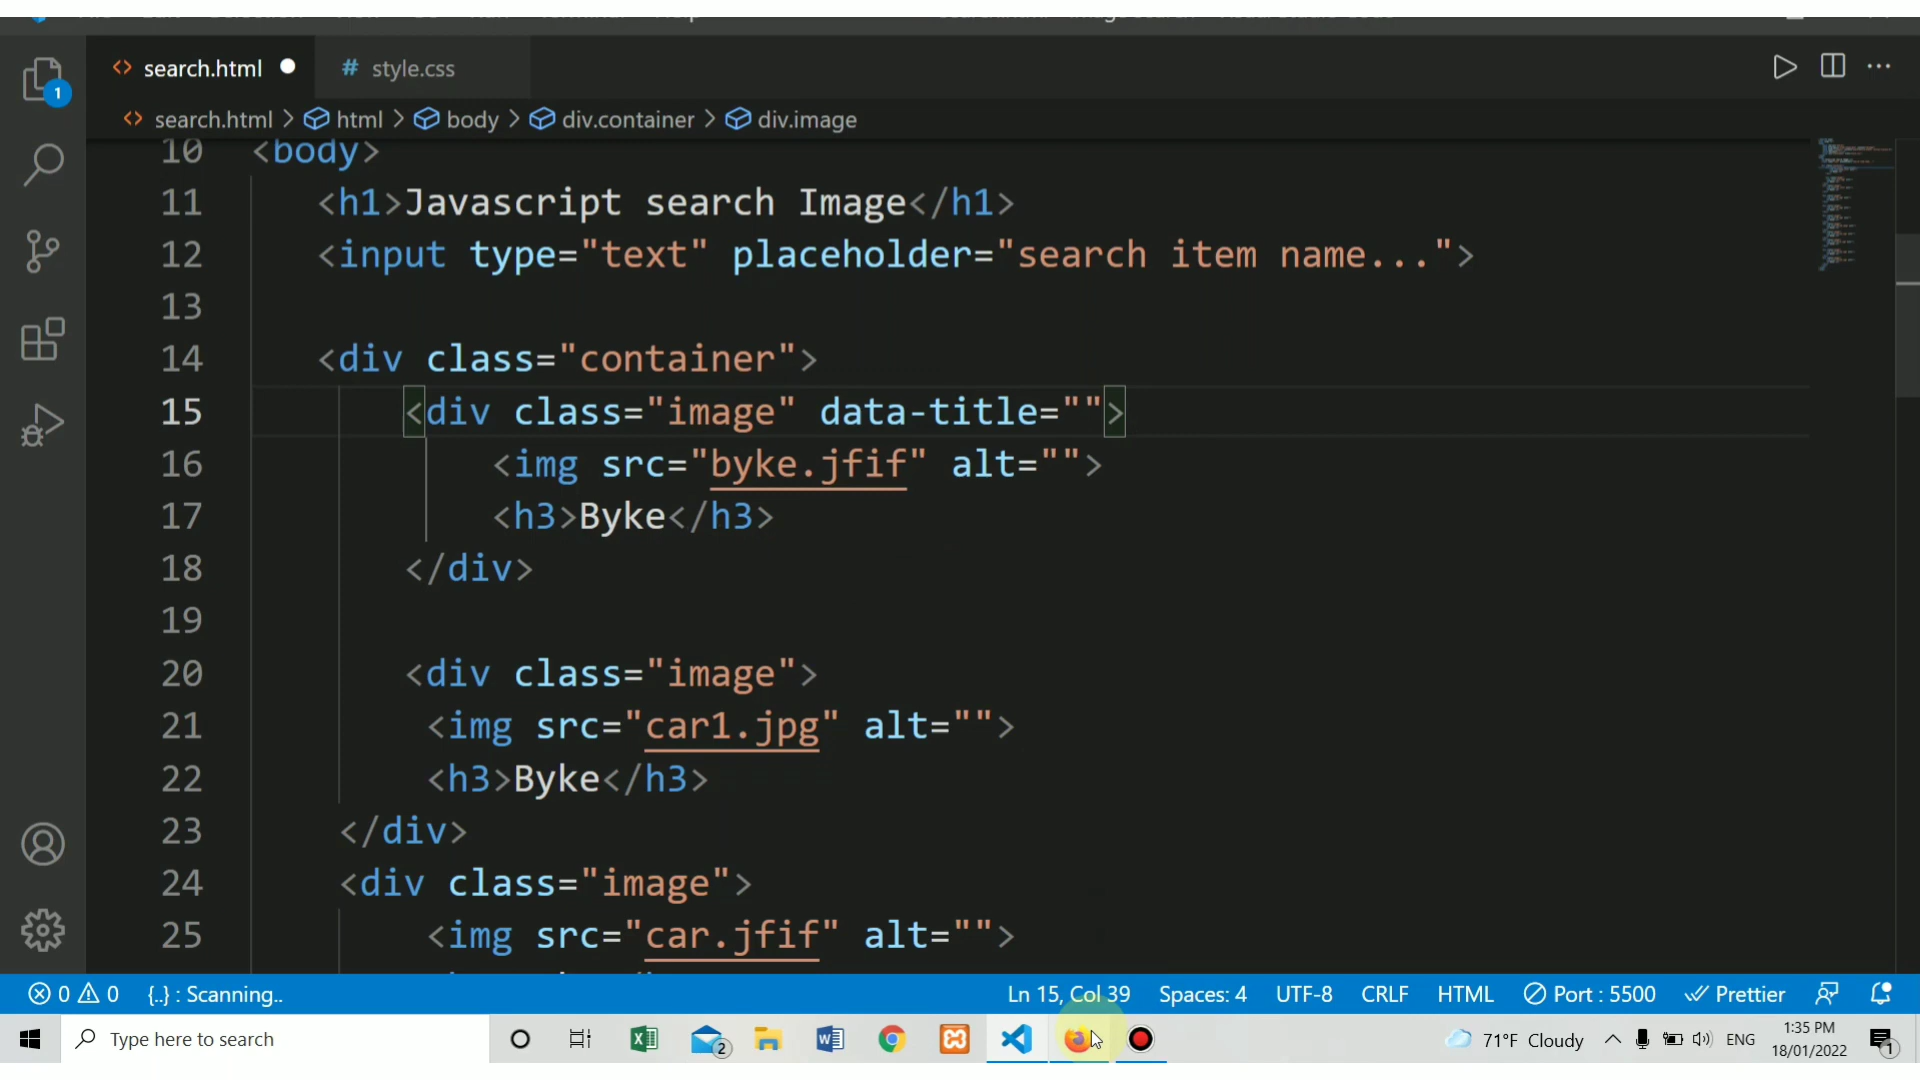 search.html # style.css
search.html > html > body > div.container > div.image
10 <body>
11 <h1>Javascript search Image</h1>
12 <input type="text" placeholder="search item name...">
13
14 <div class="container">
15 <div class="image" data-title="">
16 <img src="byke.jfif" alt="">
17 <h3>Byke</h3>
18 </div>
19
20 <div class="image">
21 <img src="car1.jpg" alt="">
22 <h3>Byke</h3>
23 </div>
24 <div class="image">
25 <img src="car.jfif" alt="">
1
0 0 {..} : Scanning.. Ln 15, Col 39 Spaces: 4 UTF-8 CRLF HTML Port : 5500 Prettier
Type here to search 2 71°F Cloudy ENG 1:35 PM
18/01/2022 1